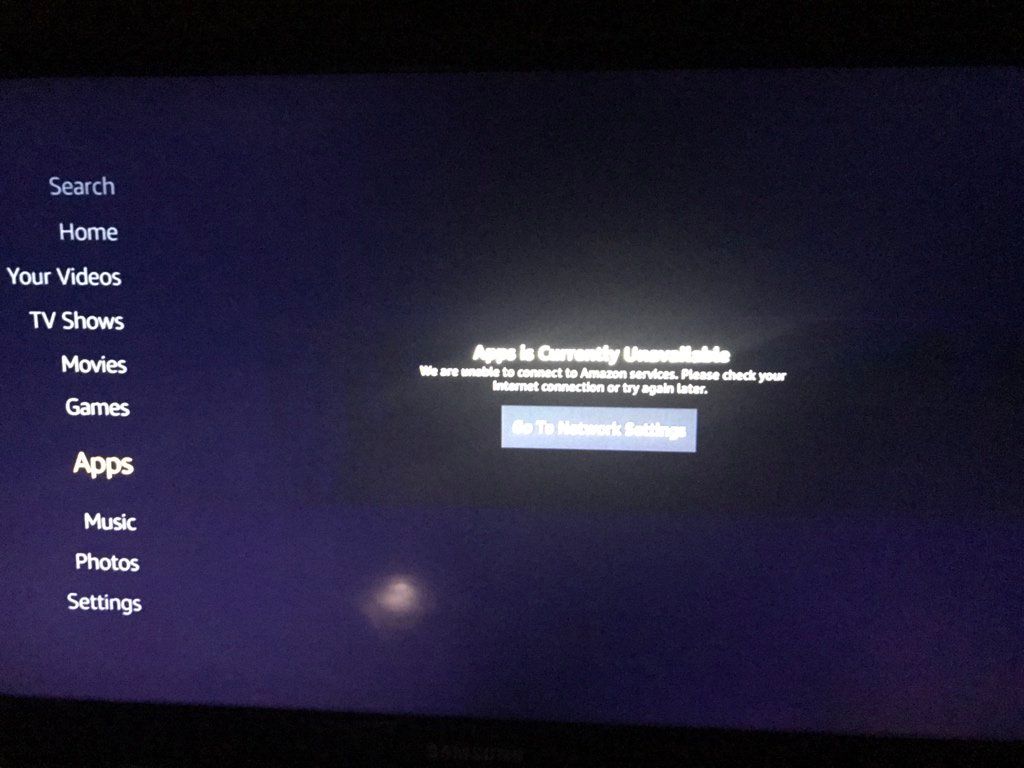 Search
Home
Your Videos
TV Shows
Movies
Games
Apps
Music
Photos
Settings
Apps is Currently Unavailable
We are unable to connect to Amazon services. Please check your
internet connection or try again later.
Go To Network Settings
SAMSUNG